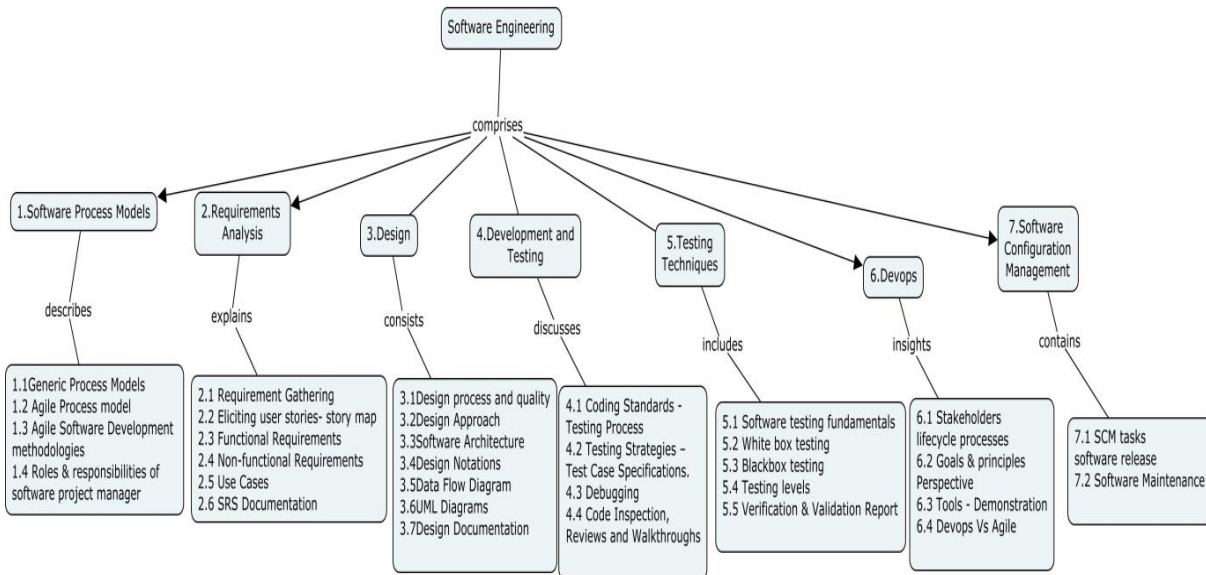 Software Engineering
comprises
1.Software Process Models
2.Requirements
Analysis
3.Design
4.Development and
Testing
5.Testing
Techniques
6.Devops
7.Software
Configuration
Management
describes
explains
consists
discusses
includes
insights
contains
1.1Generic Process Models
1.2 Agile Process model
1.3 Agile Software Development
methodologies
1.4 Roles & responsibilities of
software project manager
2.1 Requirement Gathering
2.2 Eliciting user stories- story map
2.3 Functional Requirements
2.4 Non-functional Requirements
2.5 Use Cases
2.6 SRS Documentation
3.1Design process and quality
3.2Design Approach
3.3Software Architecture
3.4Design Notations
3.5Data Flow Diagram
3.6UML Diagrams
3.7Design Documentation
4.1 Coding Standards -
Testing Process
4.2 Testing Strategies –
Test Case Specifications.
4.3 Debugging
4.4 Code Inspection,
Reviews and Walkthroughs
5.1 Software testing fundamentals
5.2 White box testing
5.3 Blackbox testing
5.4 Testing levels
5.5 Verification & Validation Report
6.1 Stakeholders
lifecycle processes
6.2 Goals & principles
Perspective
6.3 Tools - Demonstration
6.4 Devops Vs Agile
7.1 SCM tasks
software release
7.2 Software Maintenance